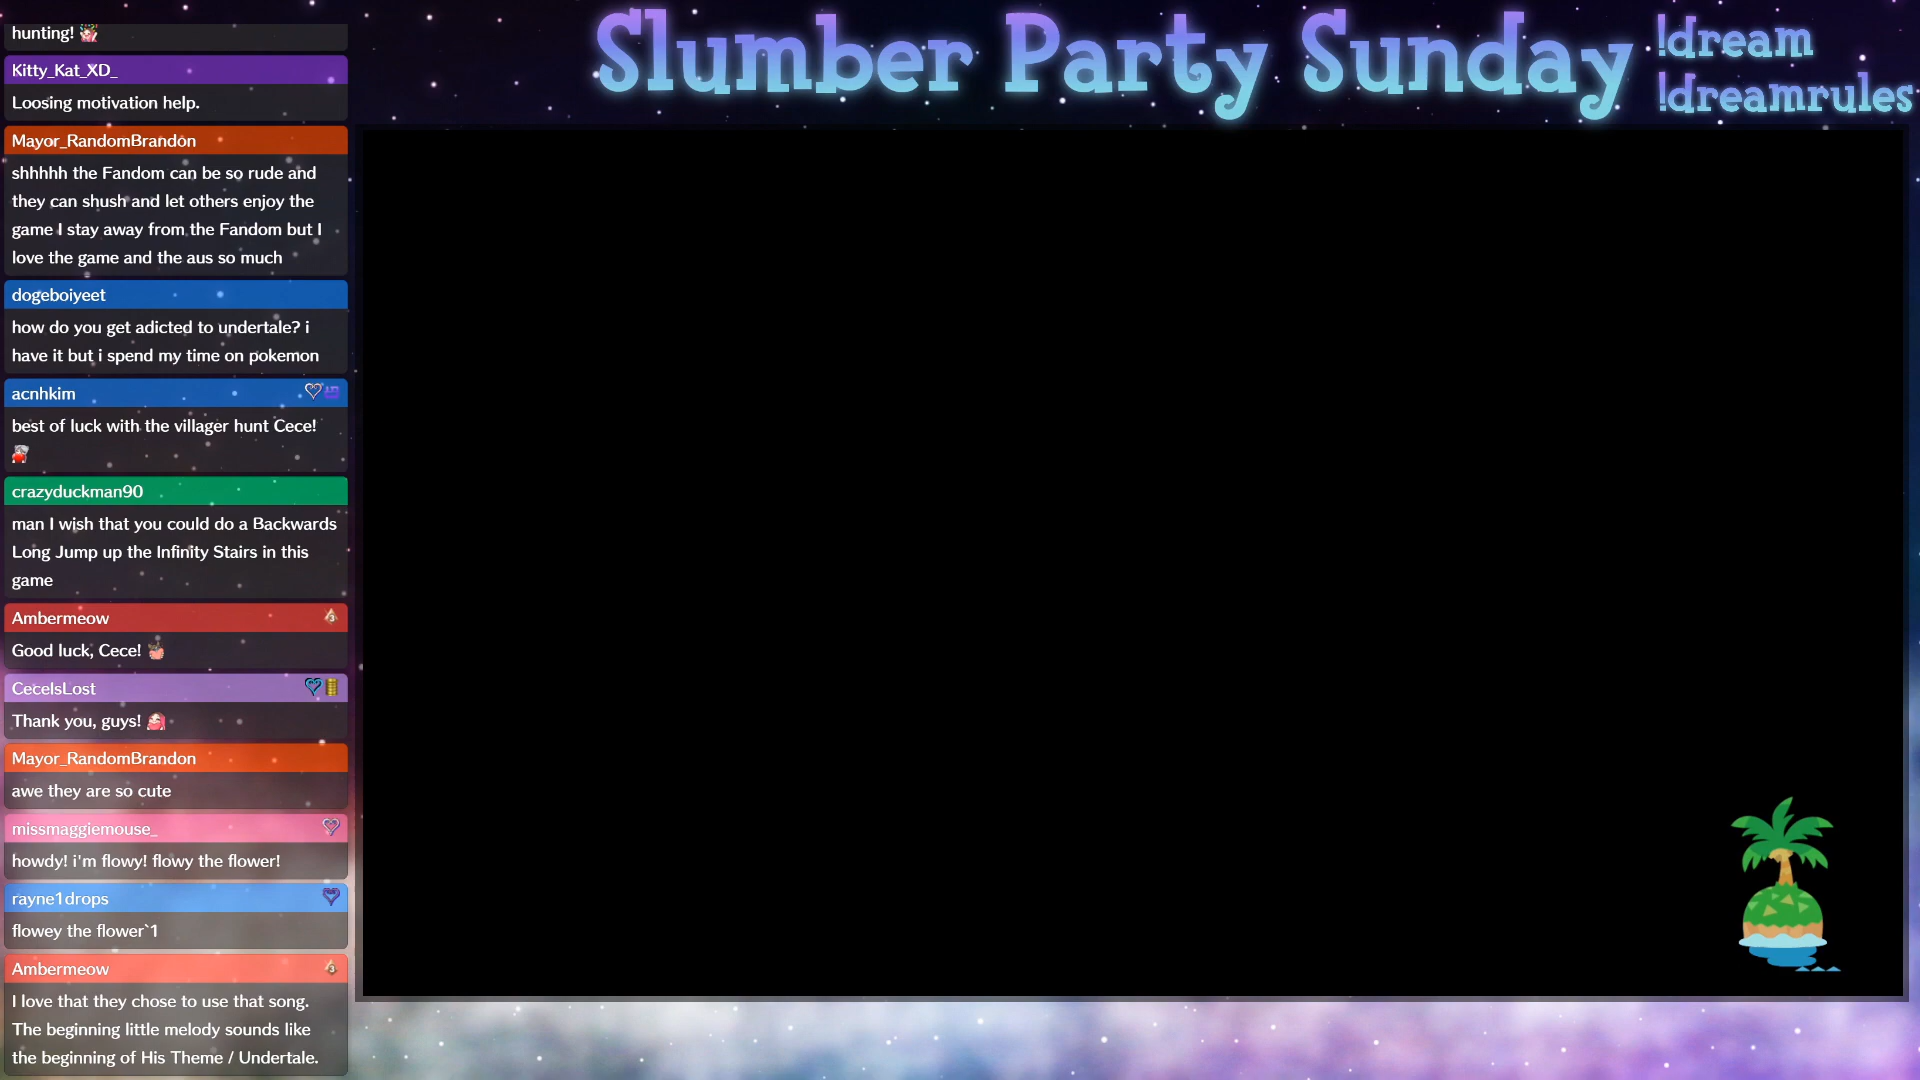 hunting!
Kitty_Kat_XD_
Loosing motivation help.
Mayor_RandomBrandon
shhhhh the Fandom can be so rude and
they can shush and let others enjoy the
game I stay away from the Fandom but I
love the game and the aus so much
dogeboiyeet
how do you get adicted to undertale? i
have it but i spend my time on pokemon
acnhkim
best of luck with the villager hunt Cece!
crazyduckman90
man I wish that you could do a Backwards
Long Jump up the Infinity Stairs in this
game
Ambermeow
Good luck, Cece!
CeceIsLost
Thank you, guys!
Mayor_RandomBrandon
awe they are so cute
missmaggiemouse_
howdy! i'm flowy! flowy the flower!
rayne1drops
flowey the flower`1
Ambermeow
I love that they chose to use that song.
The beginning little melody sounds like
the beginning of His Theme / Undertale.
Slumber Party Sunday
!dream
!dreamrules